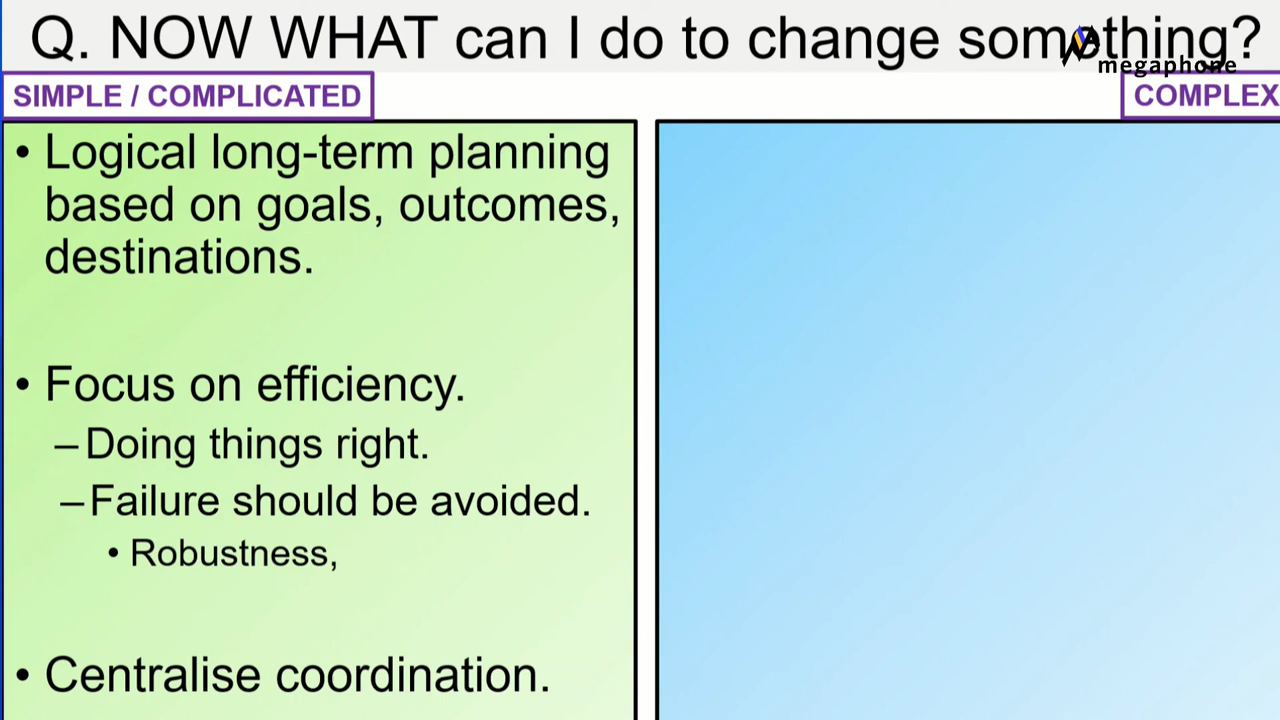 Q. NOW WHAT can I do to change something?
megaphone
SIMPLE / COMPLICATED
COMPLEX
• Logical long-term planning
based on goals, outcomes,
destinations.
• Focus on efficiency.
– Doing things right.
– Failure should be avoided.
• Robustness,
• Centralise coordination.